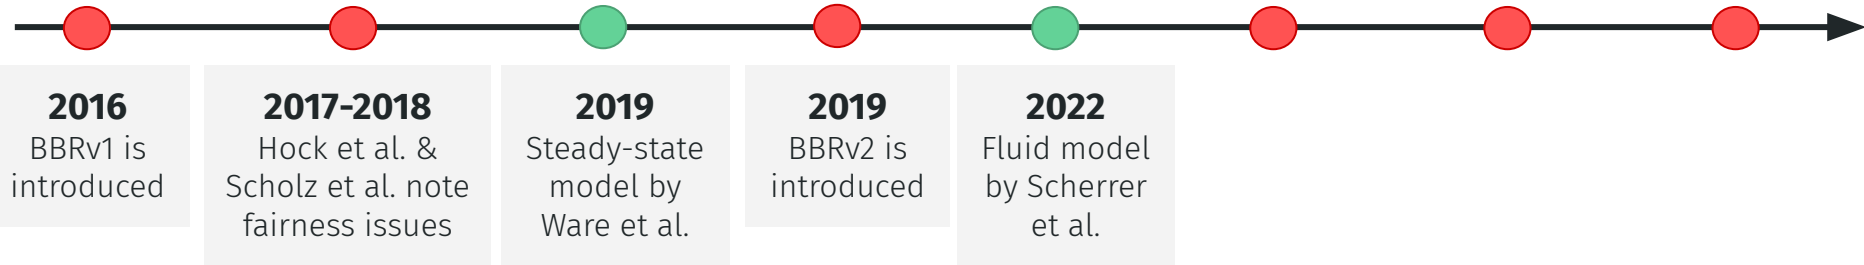 2016
BBRv1 is
introduced
2017-2018
Hock et al. &
Scholz et al. note
fairness issues
2019
Steady-state
model by
Ware et al.
2019
BBRv2 is
introduced
2022
Fluid model
by Scherrer
et al.